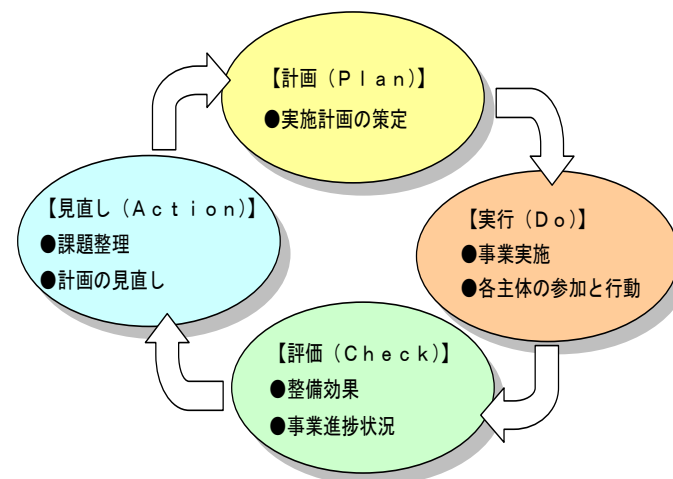 【計画（Ｐｌａｎ）】
●実施計画の策定
【実行（Ｄｏ）】
●事業実施
●各主体の参加と行動
【評価（Ｃｈｅｃｋ）】
●整備効果
●事業進捗状況
【見直し（Ａｃｔｉｏｎ）】
●課題整理
●計画の見直し